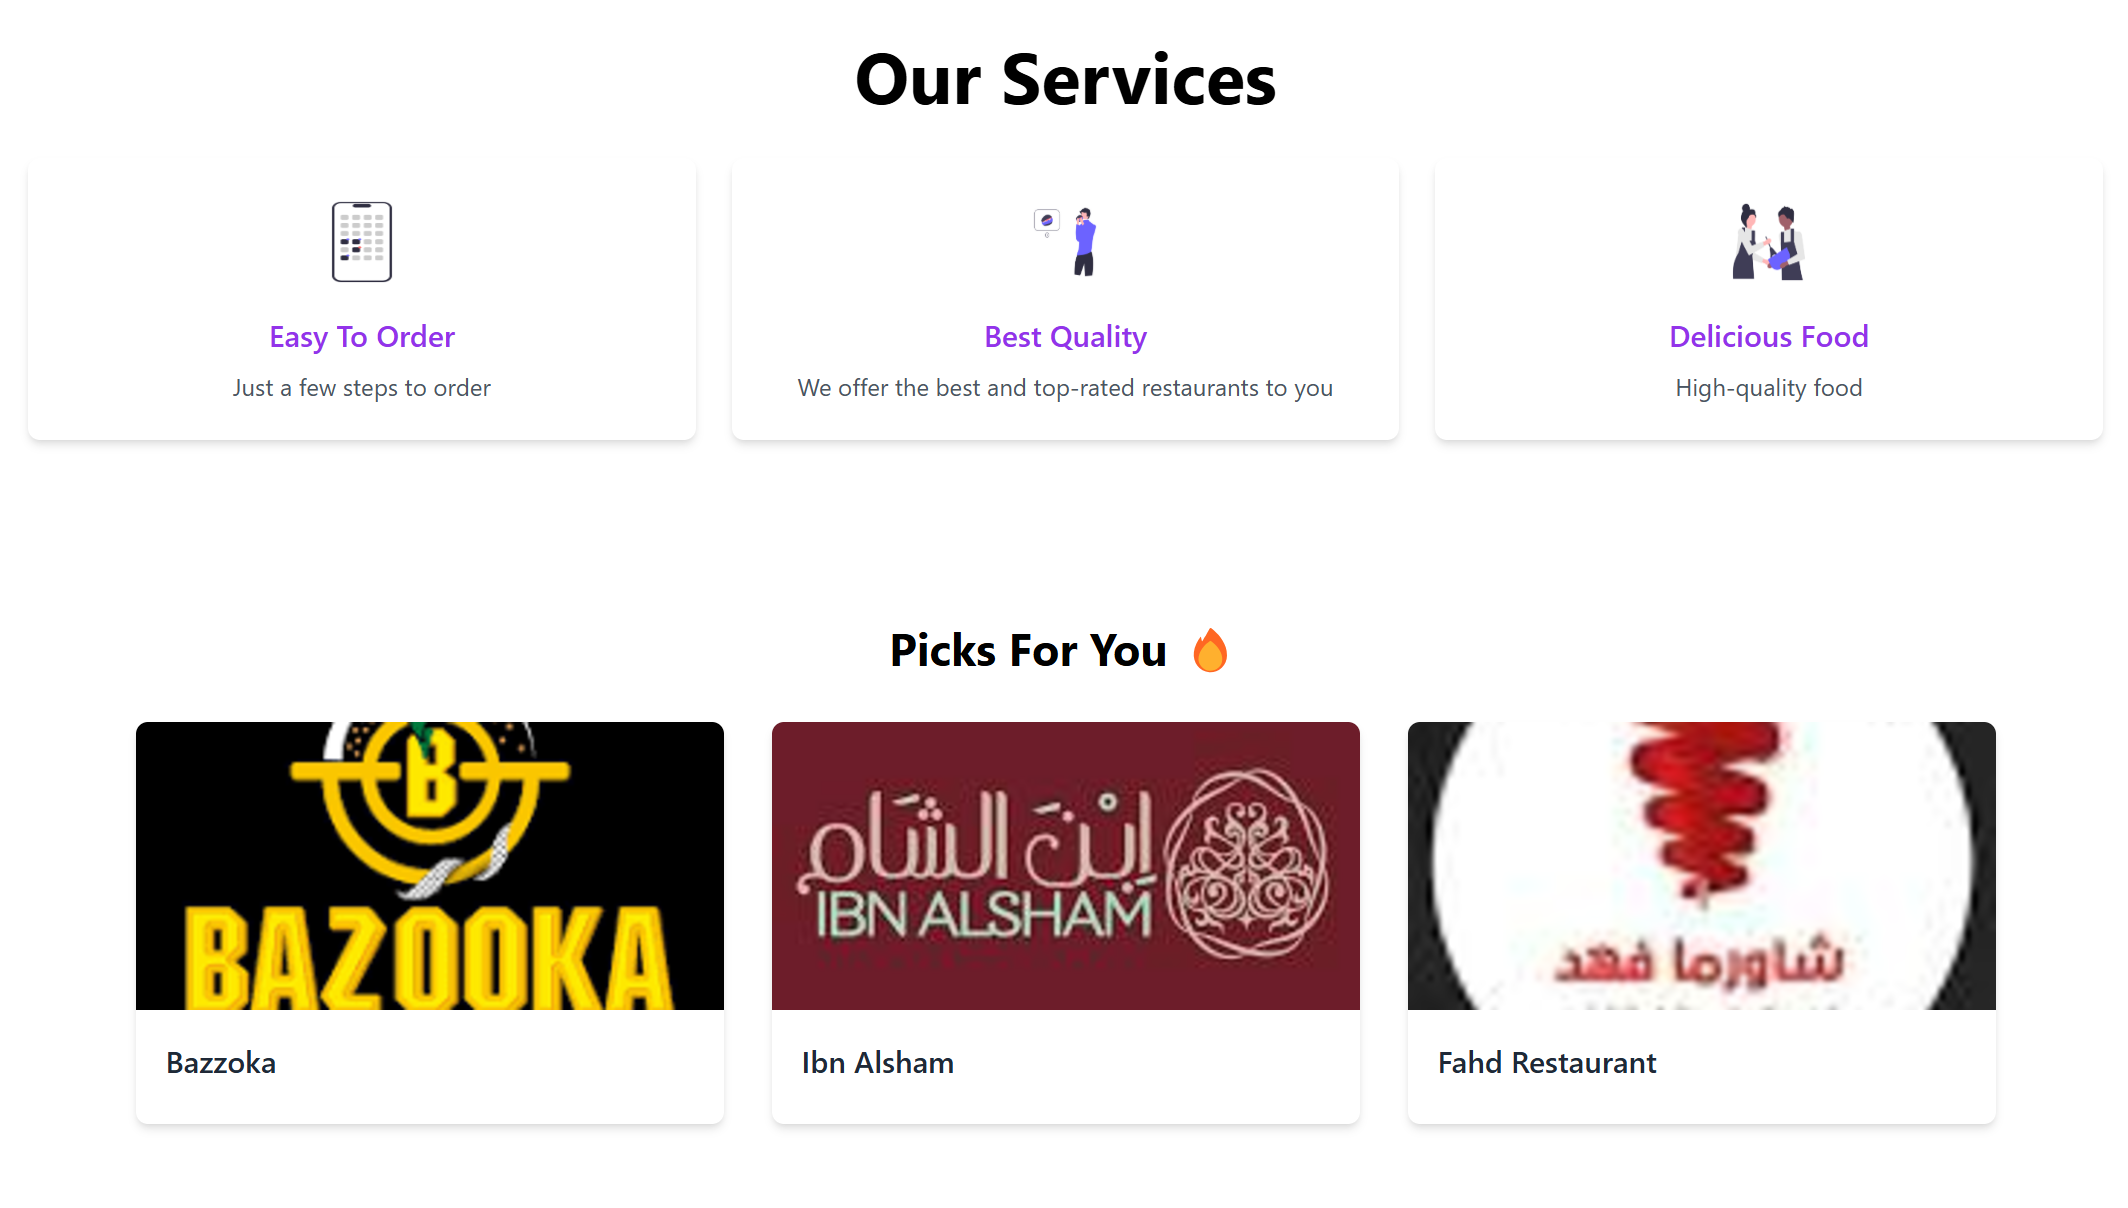 Our Services
Easy To Order
Just a few steps to order
Best Quality
We offer the best and top-rated restaurants to you
Delicious Food
High-quality food
Picks For You 🔥
B
BAZOOKA
Bazzoka
اِبْنَ الشَام
IBN ALSHAM
Ibn Alsham
شاورما فهد
Fahd Restaurant